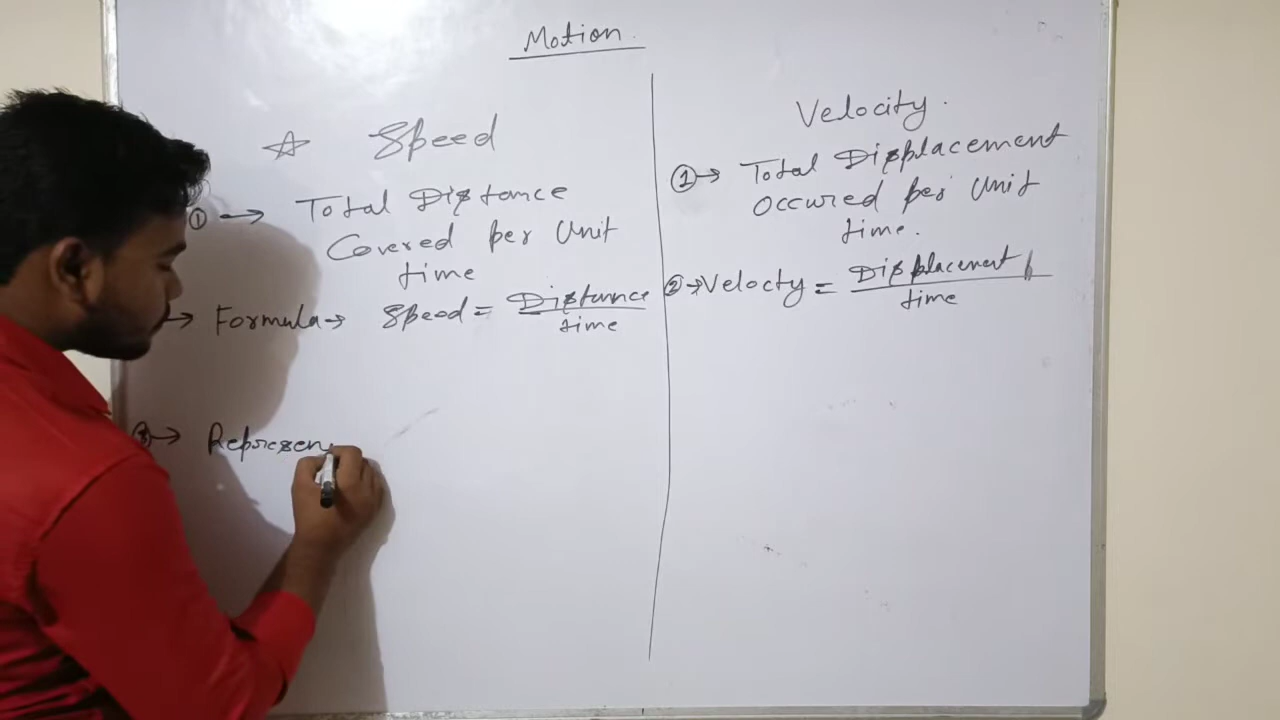 Motion.
☆ Speed
① → Total Distance
Covered per Unit
time
→ Formula → Speed = Distance / time
③ → Represen
Velocity.
① → Total Displacement
Occured per Unit
time.
② → Velocty = Displacement / time